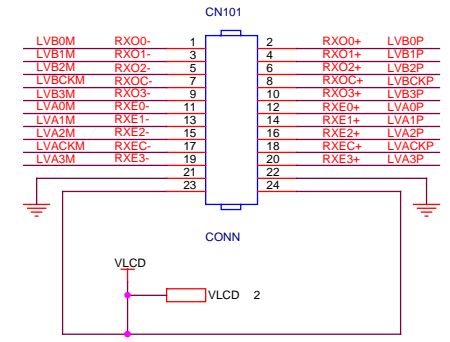 CN101
LVB0M RXO0- 1 2 RXO0+ LVB0P
LVB1M RXO1- 3 4 RXO1+ LVB1P
LVB2M RXO2- 5 6 RXO2+ LVB2P
LVBCKM RXOC- 7 8 RXOC+ LVBCKP
LVB3M RXO3- 9 10 RXO3+ LVB3P
LVA0M RXE0- 11 12 RXE0+ LVA0P
LVA1M RXE1- 13 14 RXE1+ LVA1P
LVA2M RXE2- 15 16 RXE2+ LVA2P
LVACKM RXEC- 17 18 RXEC+ LVACKP
LVA3M RXE3- 19 20 RXE3+ LVA3P
21 22
23 24
CONN
VLCD
VLCD 2